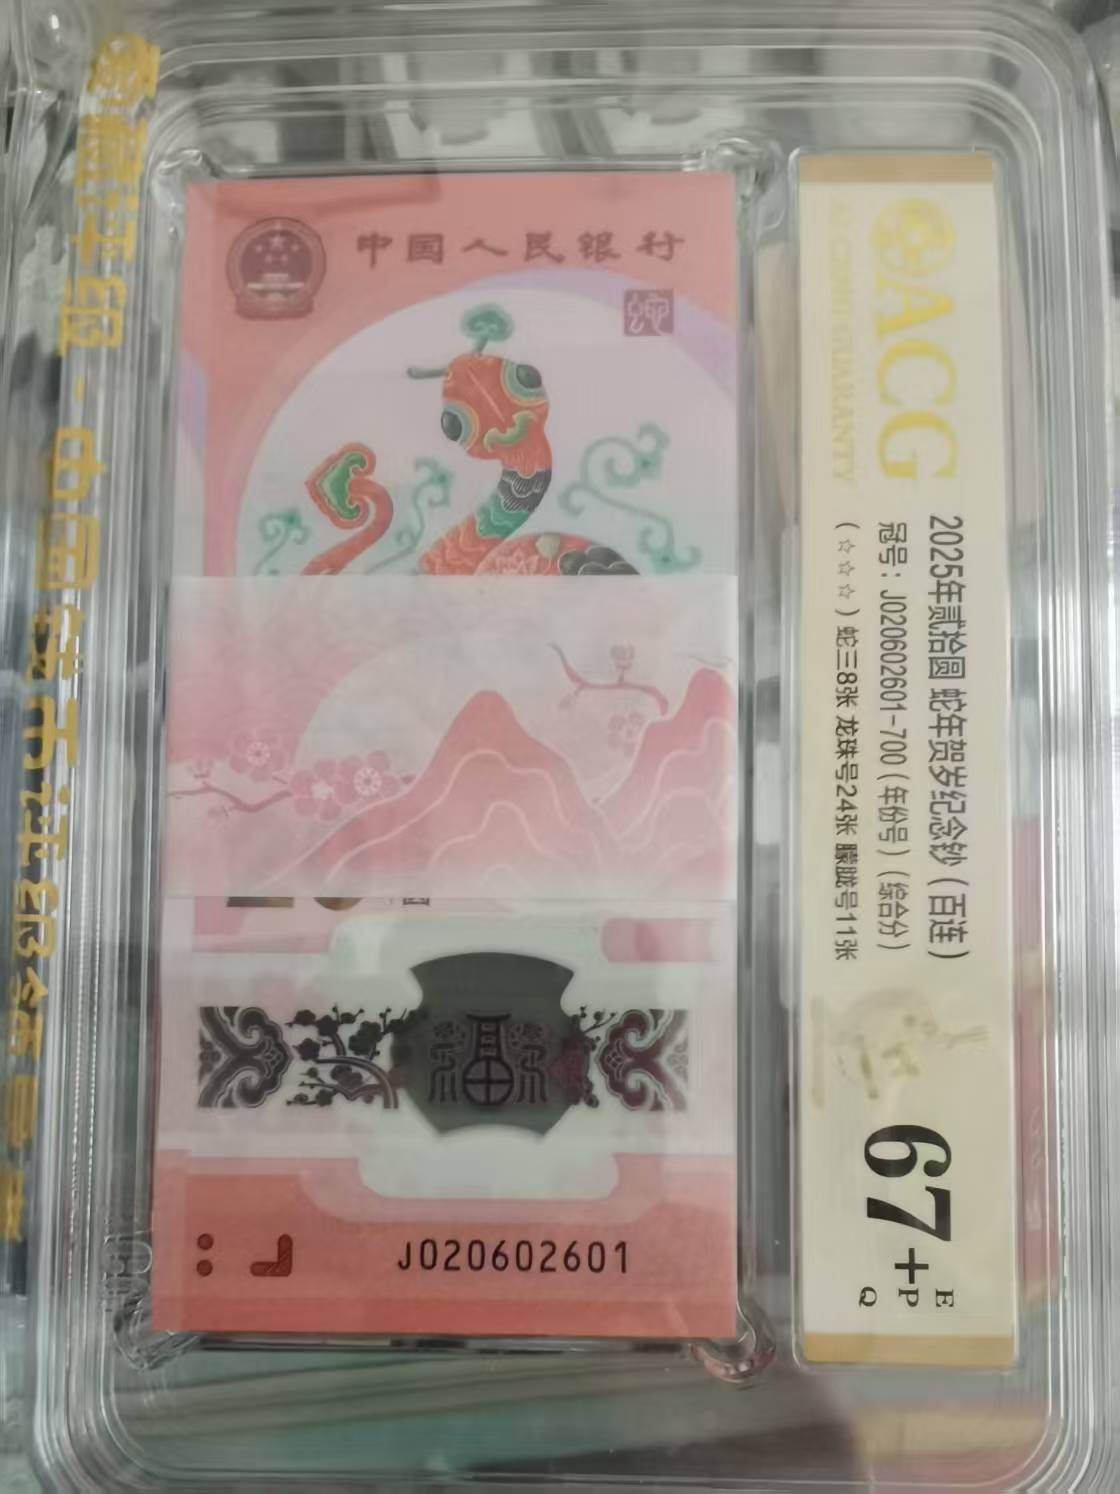 中国人民银行
J020602601
ACG
2025年贰拾圆 蛇年贺岁纪念钞（百连）
冠号：J020602601-700（年份号）（综合分）
（☆☆☆）蛇三8张 龙珠号24张 朦胧号11张
67+
E
P
Q